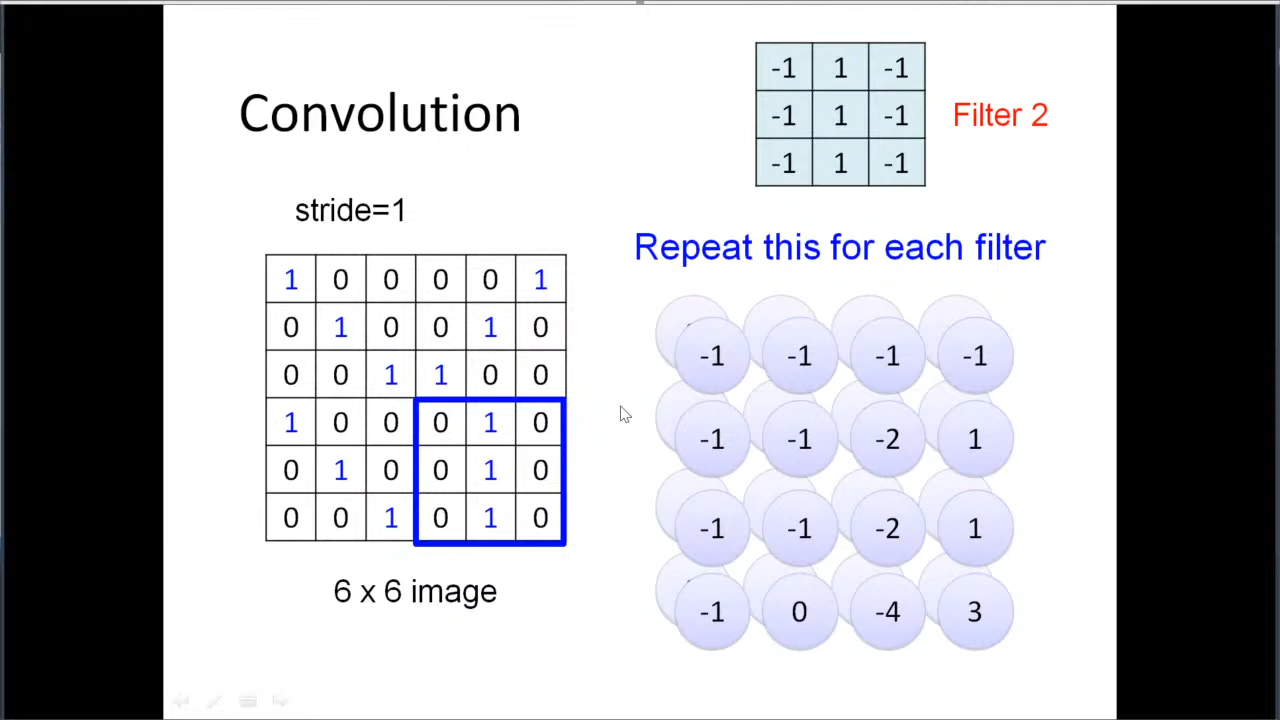 Convolution
-1 1 -1
-1 1 -1
-1 1 -1
Filter 2
stride=1
Repeat this for each filter
1 0 0 0 0 1
0 1 0 0 1 0
0 0 1 1 0 0
1 0 0 0 1 0
0 1 0 0 1 0
0 0 1 0 1 0
6 x 6 image
-1 -1 -1 -1
-1 -1 -2 1
-1 -1 -2 1
-1 0 -4 3